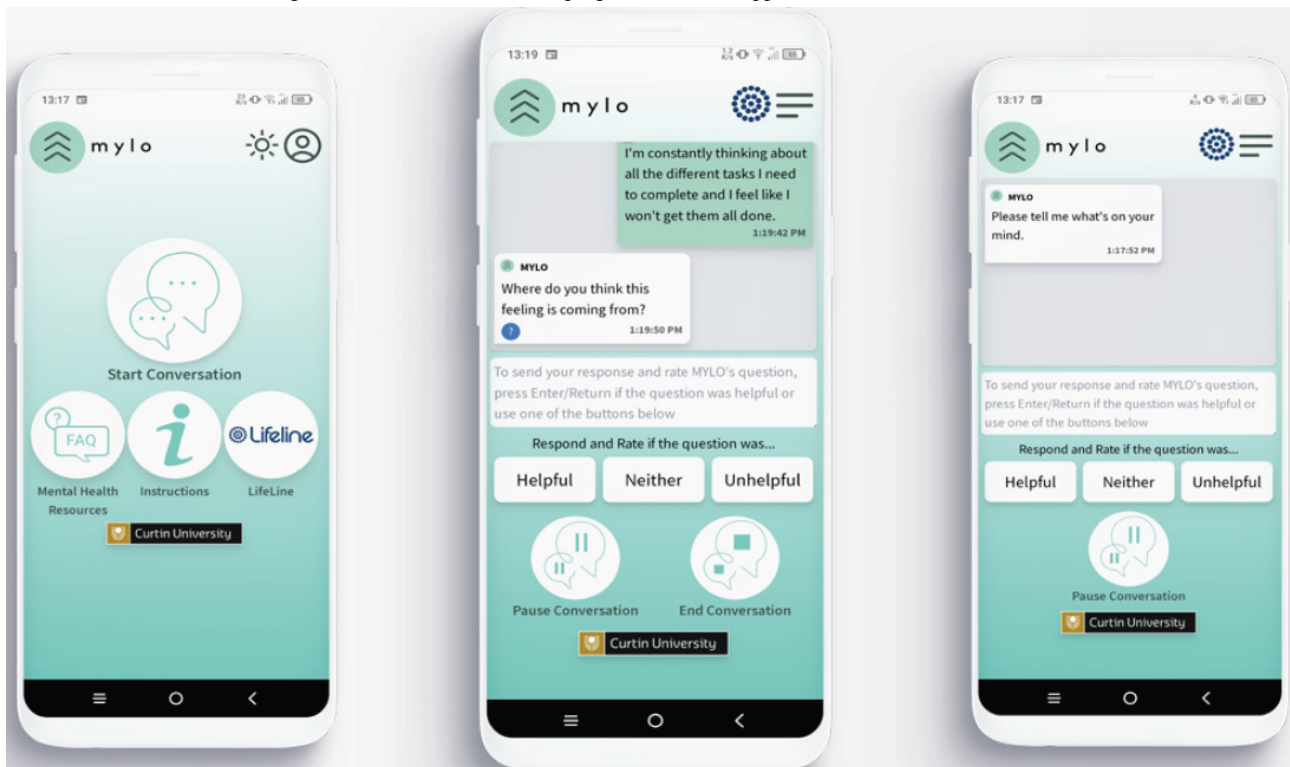 13:17
mylo
Start Conversation
FAQ
Lifeline
Mental Health
Resources
Instructions
LifeLine
Curtin University
13:19
mylo
I'm constantly thinking about
all the different tasks I need
to complete and I feel like I
won't get them all done.
1:19:42 PM
MYLO
Where do you think this
feeling is coming from?
?
1:19:50 PM
To send your response and rate MYLO's question,
press Enter/Return if the question was helpful or
use one of the buttons below
Respond and Rate if the question was...
Helpful Neither Unhelpful
Pause Conversation End Conversation
Curtin University
13:17
mylo
MYLO
Please tell me what's on your
mind.
1:17:52 PM
To send your response and rate MYLO's question,
press Enter/Return if the question was helpful or
use one of the buttons below
Respond and Rate if the question was...
Helpful Neither Unhelpful
Pause Conversation
Curtin University